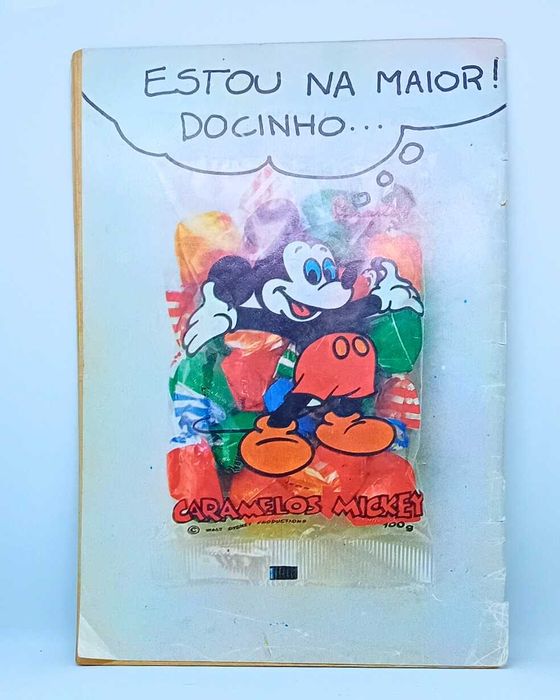 ESTOU NA MAIOR!
DOCINHO...
CARAMELOS MICKEY
© WALT DISNEY PRODUCTIONS
100g